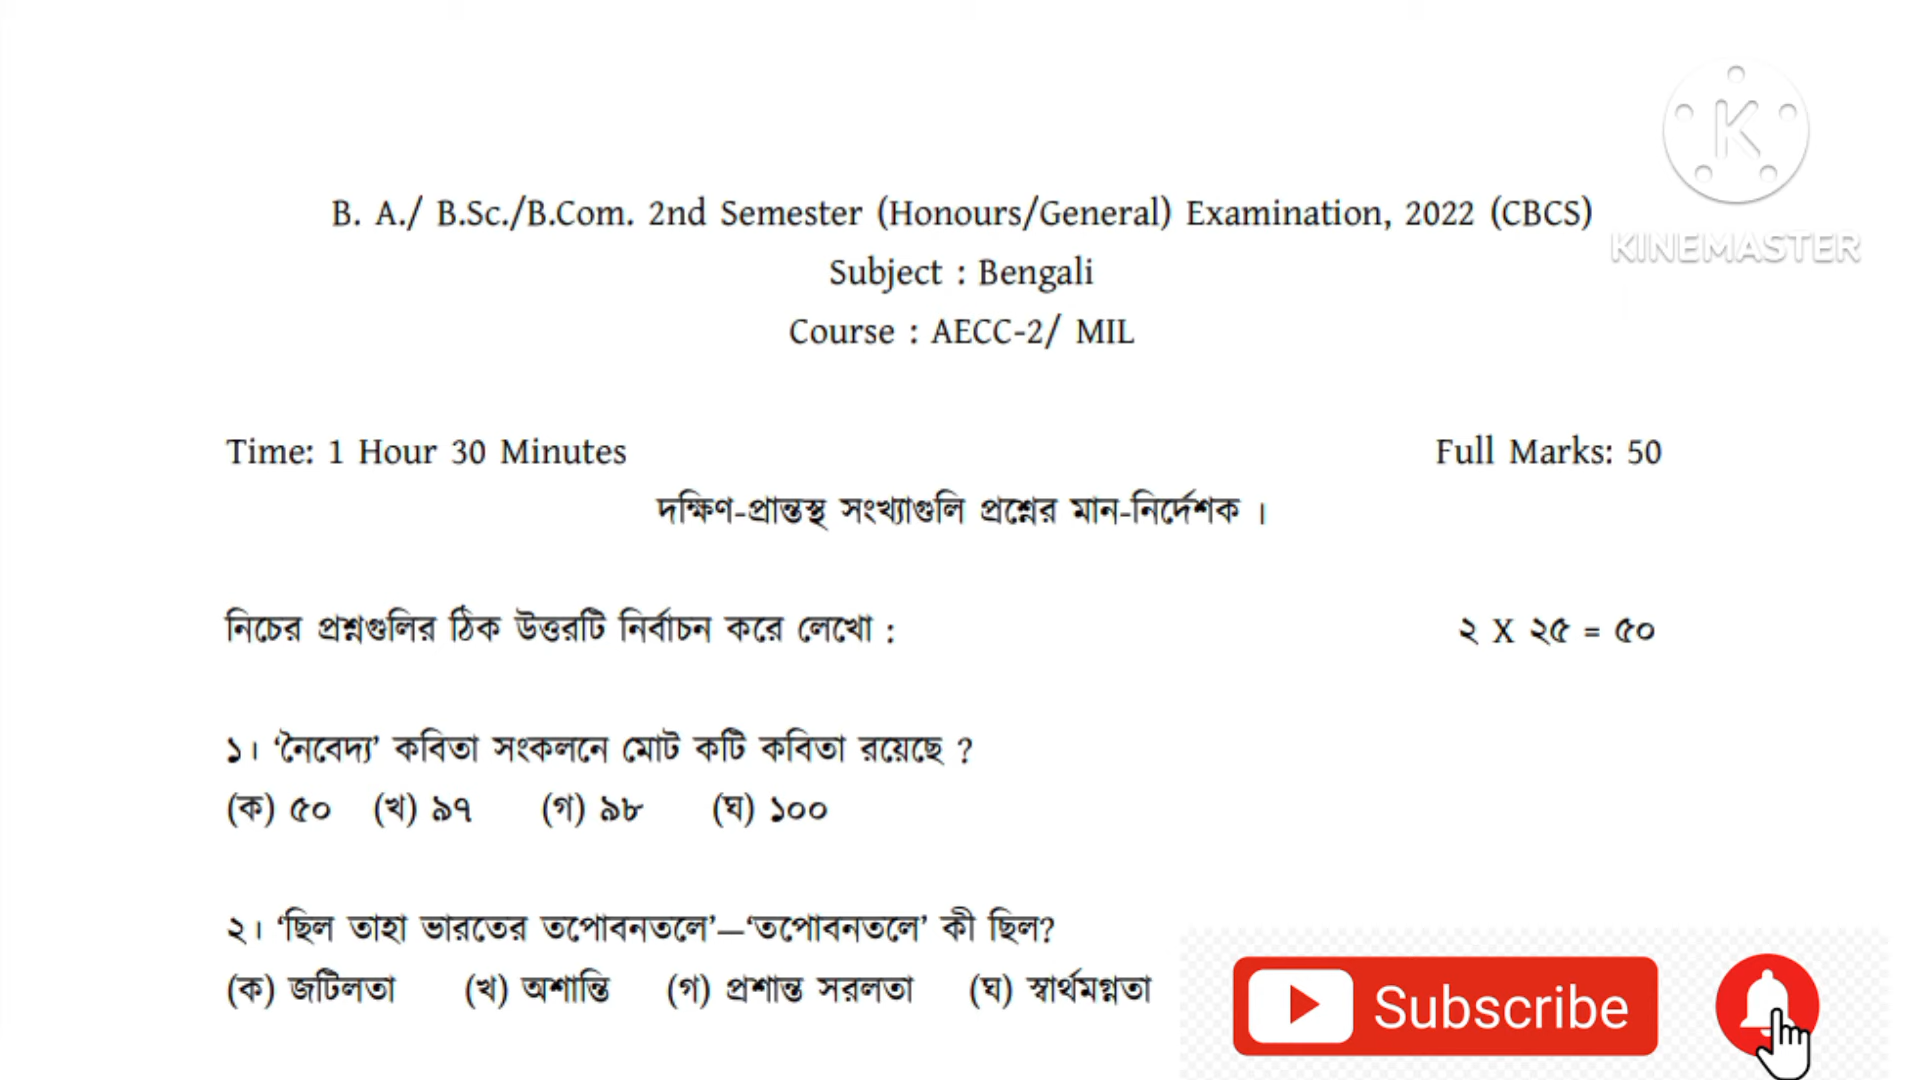 K
KINEMASTER
B. A./ B.Sc./B.Com. 2nd Semester (Honours/General) Examination, 2022 (CBCS)
Subject : Bengali
Course : AECC-2/ MIL
Time: 1 Hour 30 Minutes Full Marks: 50
দক্ষিণ-প্রান্তস্থ সংখ্যাগুলি প্রশ্নের মান-নির্দেশক ।
নিচের প্রশ্নগুলির ঠিক উত্তরটি নির্বাচন করে লেখো : ২ X ২৫ = ৫০
১। ‘নৈবেদ্য’ কবিতা সংকলনে মোট কটি কবিতা রয়েছে ?
(ক) ৫০ (খ) ৯৭ (গ) ৯৮ (ঘ) ১০০
২। ‘ছিল তাহা ভারতের তপোবনতলে’—‘তপোবনতলে’ কী ছিল?
(ক) জটিলতা (খ) অশান্তি (গ) প্রশান্ত সরলতা (ঘ) স্বার্থমগ্নতা
Subscribe